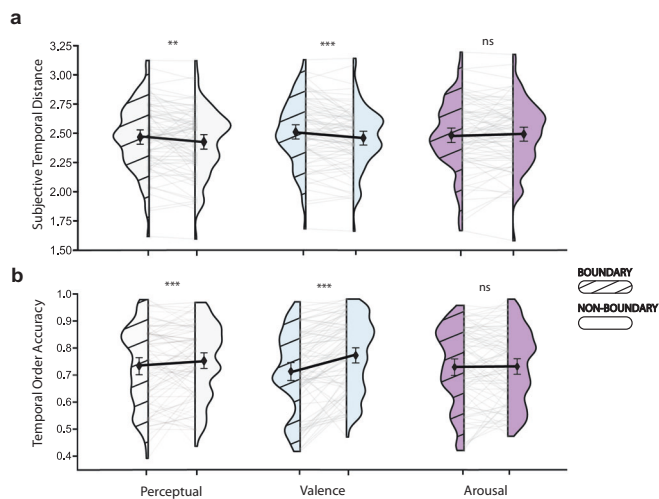 a
** *** ns
3.25
3.00
2.75
2.50
2.25
2.00
1.75
1.50
Subjective Temporal Distance
b
*** *** ns
1.0
0.9
0.8
0.7
0.6
0.5
0.4
Temporal Order Accuracy
Perceptual Valence Arousal
BOUNDARY
NON-BOUNDARY